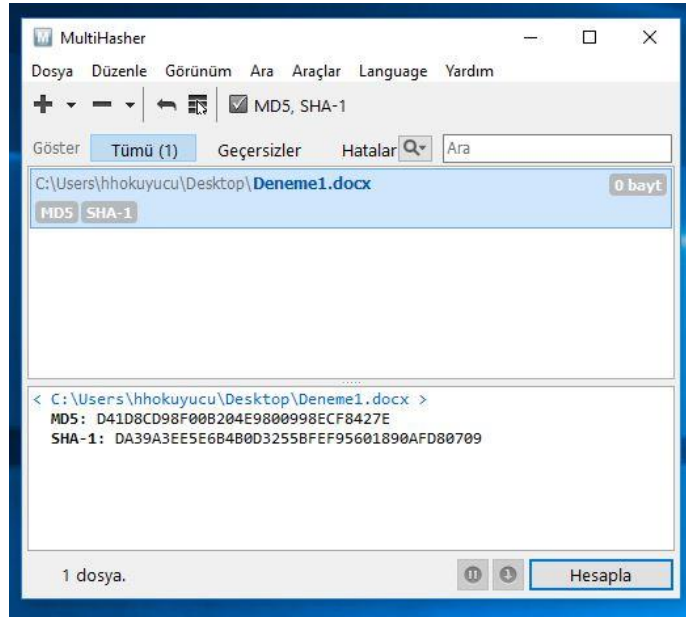 MultiHasher
Dosya Düzenle Görünüm Ara Araçlar Language Yardım
MD5, SHA-1
Göster Tümü (1) Geçersizler Hatalar Ara
C:\Users\hhokuyucu\Desktop\Deneme1.docx 0 bayt
MD5 SHA-1
< C:\Users\hhokuyucu\Desktop\Deneme1.docx >
MD5: D41D8CD98F00B204E9800998ECF8427E
SHA-1: DA39A3EE5E6B4B0D3255BFEF95601890AFD80709
1 dosya. Hesapla